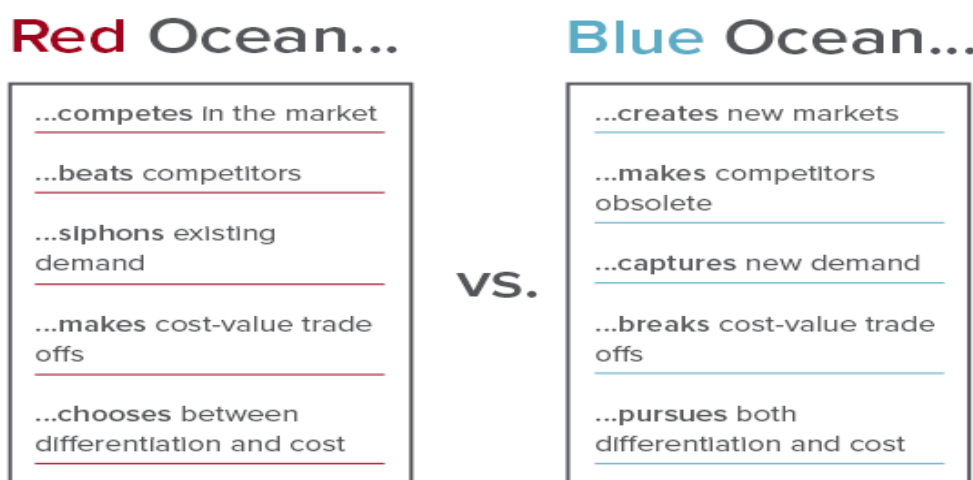 Red Ocean...
...competes in the market
...beats competitors
...siphons existing
demand
...makes cost-value trade
offs
...chooses between
differentiation and cost
vs.
Blue Ocean...
...creates new markets
...makes competitors
obsolete
...captures new demand
...breaks cost-value trade
offs
...pursues both
differentiation and cost